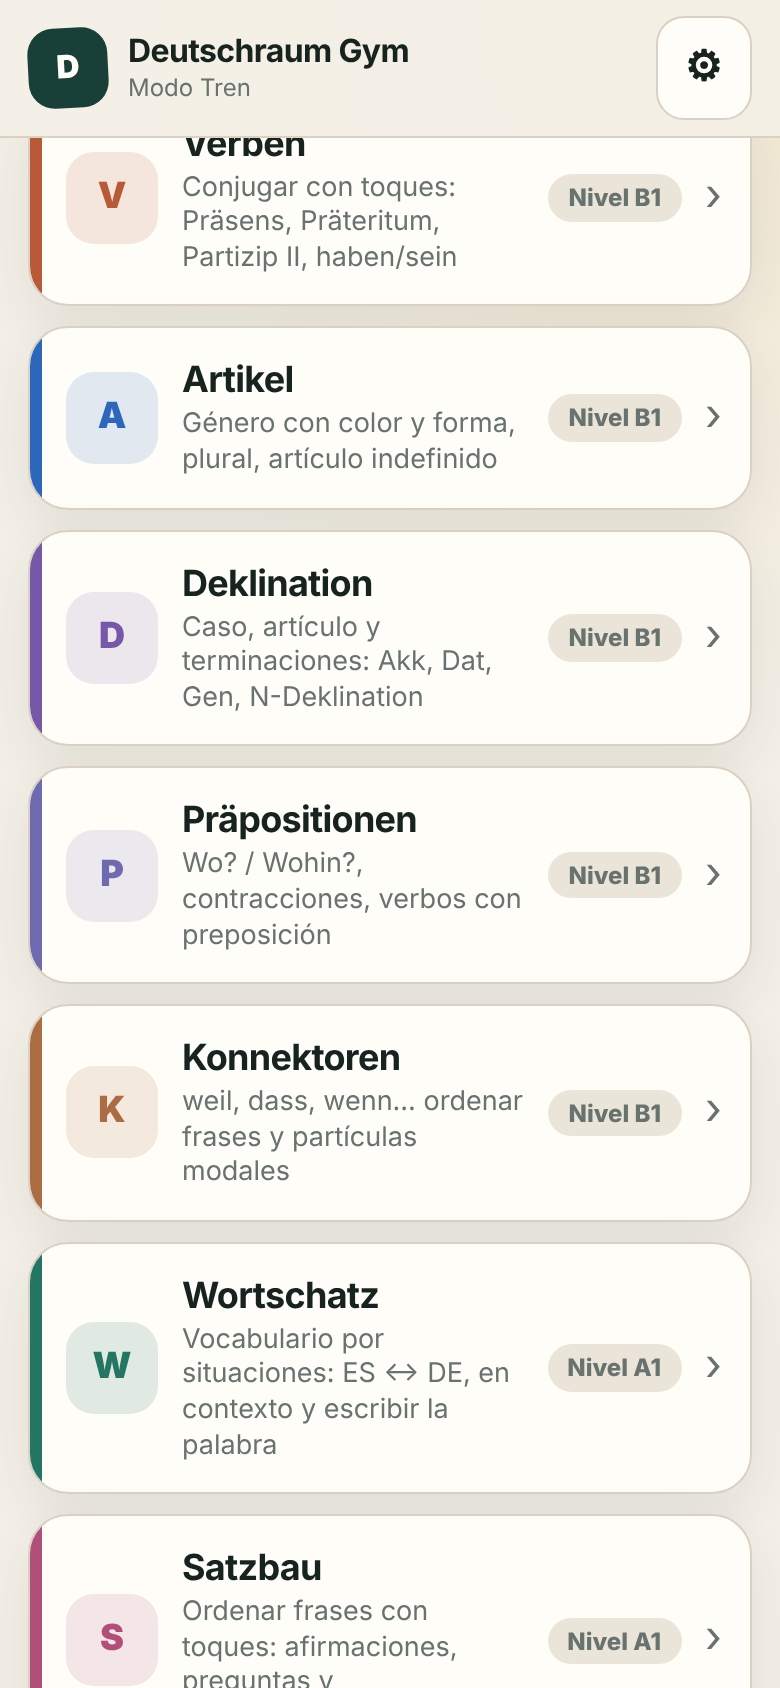 D
Deutschraum Gym
Modo Tren
Verben
V
Conjugar con toques:
Präsens, Präteritum,
Partizip II, haben/sein
Nivel B1
A
Artikel
Género con color y forma,
plural, artículo indefinido
Nivel B1
D
Deklination
Caso, artículo y
terminaciones: Akk, Dat,
Gen, N-Deklination
Nivel B1
P
Präpositionen
Wo? / Wohin?,
contracciones, verbos con
preposición
Nivel B1
K
Konnektoren
weil, dass, wenn... ordenar
frases y partículas
modales
Nivel B1
W
Wortschatz
Vocabulario por
situaciones: ES ↔ DE, en
contexto y escribir la
palabra
Nivel A1
S
Satzbau
Ordenar frases con
toques: afirmaciones,
preguntas y
Nivel A1